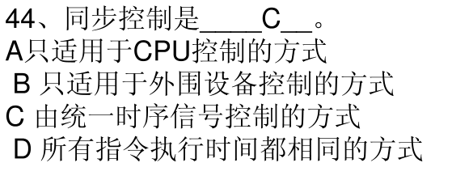 44、同步控制是____C__。
A只适用于CPU控制的方式
B 只适用于外围设备控制的方式
C 由统一时序信号控制的方式
D 所有指令执行时间都相同的方式